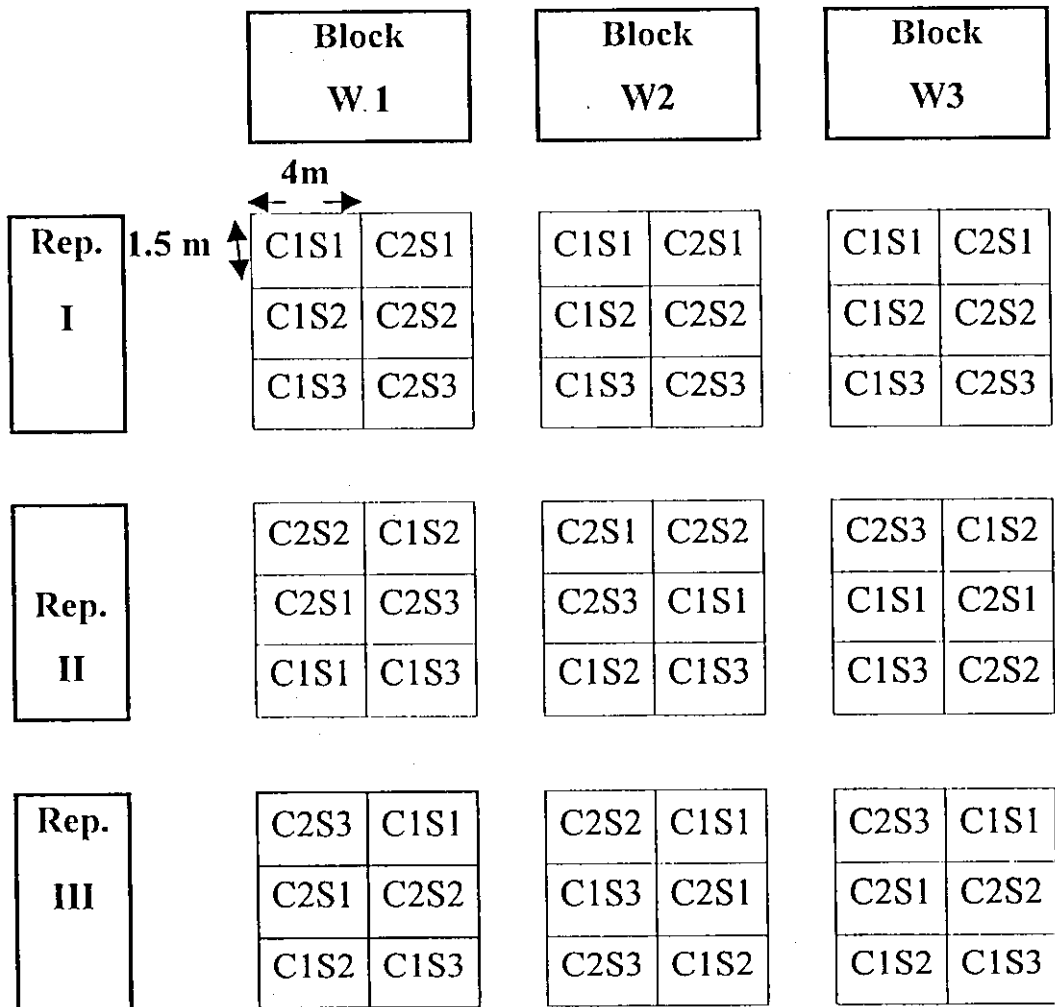 Block Block Block
W. 1 W2 W3
4m
Rep. 1.5 m C1S1 C2S1 C1S1 C2S1 C1S1 C2S1
I C1S2 C2S2 C1S2 C2S2 C1S2 C2S2
C1S3 C2S3 C1S3 C2S3 C1S3 C2S3
C2S2 C1S2 C2S1 C2S2 C2S3 C1S2
Rep. C2S1 C2S3 C2S3 C1S1 C1S1 C2S1
II C1S1 C1S3 C1S2 C1S3 C1S3 C2S2
Rep. C2S3 C1S1 C2S2 C1S1 C2S3 C1S1
III C2S1 C2S2 C1S3 C2S1 C2S1 C2S2
C1S2 C1S3 C2S3 C1S2 C1S2 C1S3